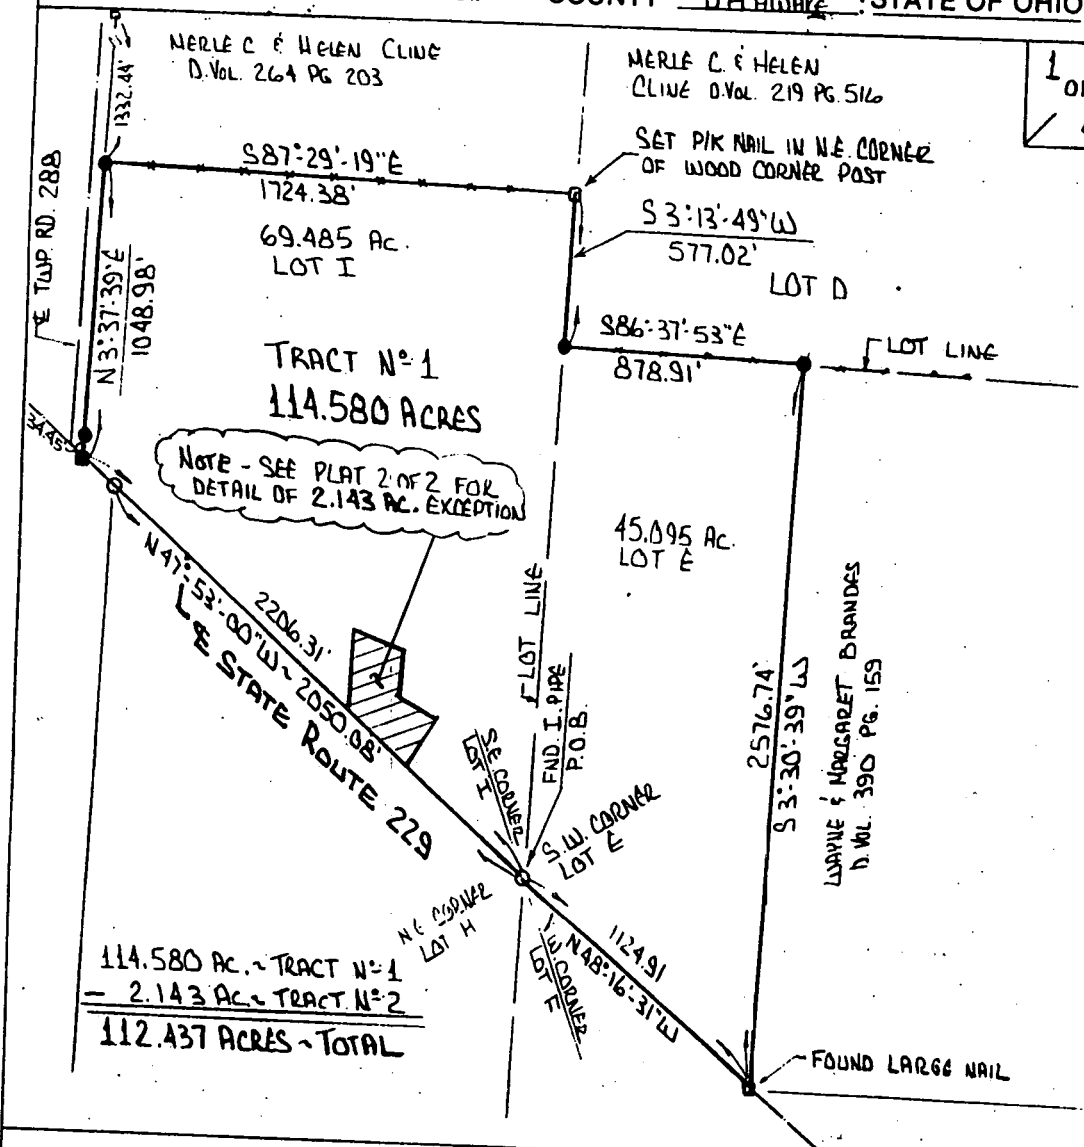 COUNTY DELAWARE : STATE OF OHIO
MERLE C & HELEN CLINE
D.VOL. 264 PG 203
MERLE C. & HELEN
CLINE D.VOL. 219 PG. 516
1
1332.44'
SET P/K NAIL IN N.E. CORNER
OF WOOD CORNER POST
S87°-29'-19"E
1724.38'
℄ TWP. RD. 288
69.485 AC.
LOT I
S 3°-13'-49"W
577.02'
LOT D
N 3°-37'-39"E
1048.98'
S86°-37'-53"E
878.91'
LOT LINE
TRACT Nº 1
114.580 ACRES
34.45'
NOTE - SEE PLAT 2 OF 2 FOR
DETAIL OF 2.143 AC. EXCEPTION
45.095 AC.
LOT E
N 47°-53'-00"W ~ 2050.08'
2206.31'
℄ STATE ROUTE 229
LOT LINE
FND. I. PIPE
P.O.B.
2576.74'
S 3°-30'-39"W
WAYNE & MARGARET BRANDES
D. VOL. 390 PG. 159
S.E. CORNER
LOT I
S.W. CORNER
LOT E
N.E. CORNER
LOT H
W. CORNER
LOT F
1124.91
N48°-16'-31"W
114.580 AC. ~ TRACT Nº 1
- 2.143 AC. ~ TRACT Nº 2
112.437 ACRES ~ TOTAL
FOUND LARGE NAIL